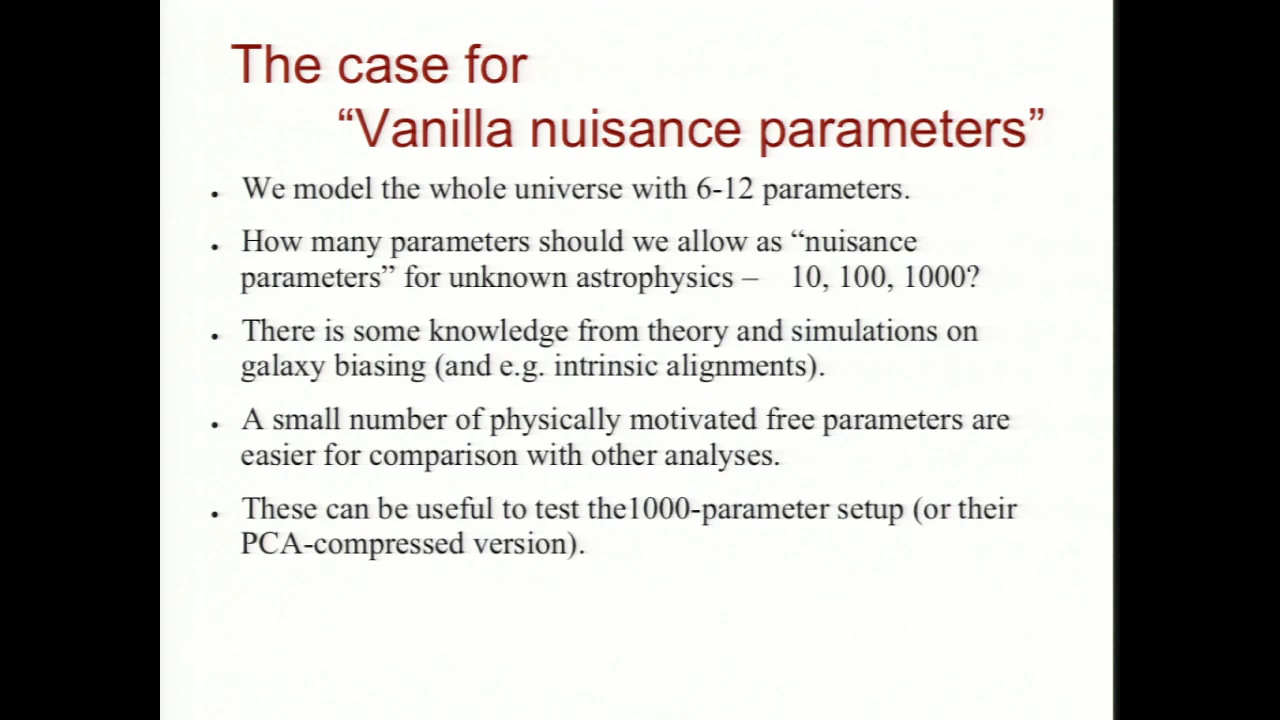 The case for
“Vanilla nuisance parameters”
• We model the whole universe with 6-12 parameters.
• How many parameters should we allow as “nuisance
parameters” for unknown astrophysics – 10, 100, 1000?
• There is some knowledge from theory and simulations on
galaxy biasing (and e.g. intrinsic alignments).
• A small number of physically motivated free parameters are
easier for comparison with other analyses.
• These can be useful to test the1000-parameter setup (or their
PCA-compressed version).